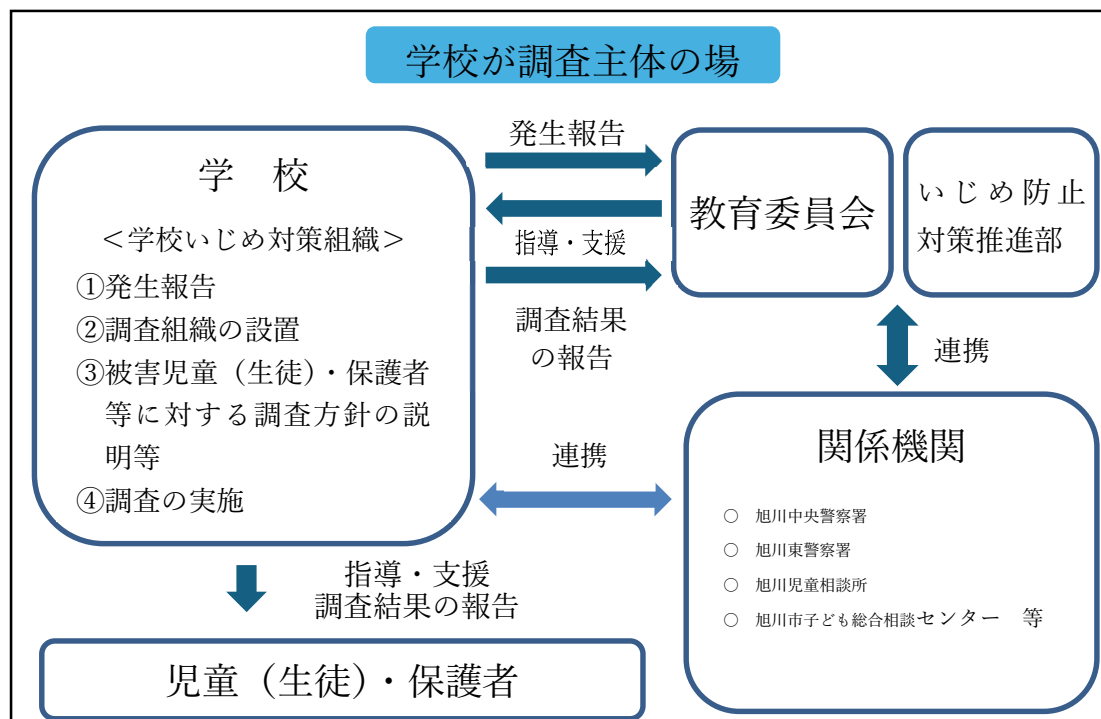 学校が調査主体の場
学　校
＜学校いじめ対策組織＞
①発生報告
②調査組織の設置
③被害児童（生徒）・保護者
等に対する調査方針の説
明等
④調査の実施
発生報告
指導・支援
調査結果
の報告
教育委員会
いじめ防止
対策推進部
連携
連携
関係機関
○ 旭川中央警察署
○ 旭川東警察署
○ 旭川児童相談所
○ 旭川市子ども総合相談センター　等
指導・支援
調査結果の報告
児童（生徒）・保護者